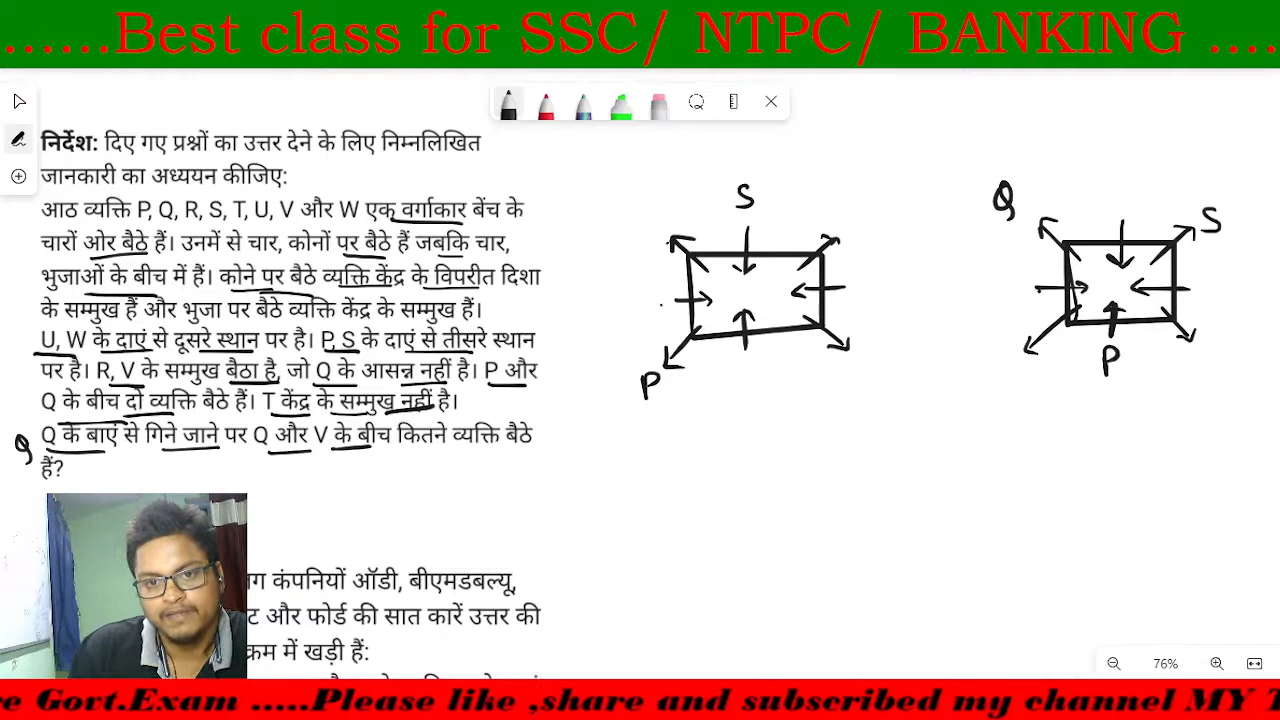 ......Best class for SSC/ NTPC/ BANKING ....
निर्देश: दिए गए प्रश्नों का उत्तर देने के लिए निम्नलिखित
जानकारी का अध्ययन कीजिए:
आठ व्यक्ति P, Q, R, S, T, U, V और W एक वर्गाकार बेंच के
चारों ओर बैठे हैं। उनमें से चार, कोनों पर बैठे हैं जबकि चार,
भुजाओं के बीच में हैं। कोने पर बैठे व्यक्ति केंद्र के विपरीत दिशा
के सम्मुख हैं और भुजा पर बैठे व्यक्ति केंद्र के सम्मुख हैं।
U, W के दाएं से दूसरे स्थान पर है। P, S के दाएं से तीसरे स्थान
पर है। R, V के सम्मुख बैठा है, जो Q के आसन्न नहीं है। P और
Q के बीच दो व्यक्ति बैठे हैं। T केंद्र के सम्मुख नहीं है।
Q के बाएं से गिने जाने पर Q और V के बीच कितने व्यक्ति बैठे
हैं?
Q
S
P
Q
S
P
कंपनियों ऑडी, बीएमडबल्यू,
और फोर्ड की सात कारें उत्तर की
क्रम में खड़ी हैं:
76%
re Govt.Exam .....Please like ,share and subscribed my channel MY T